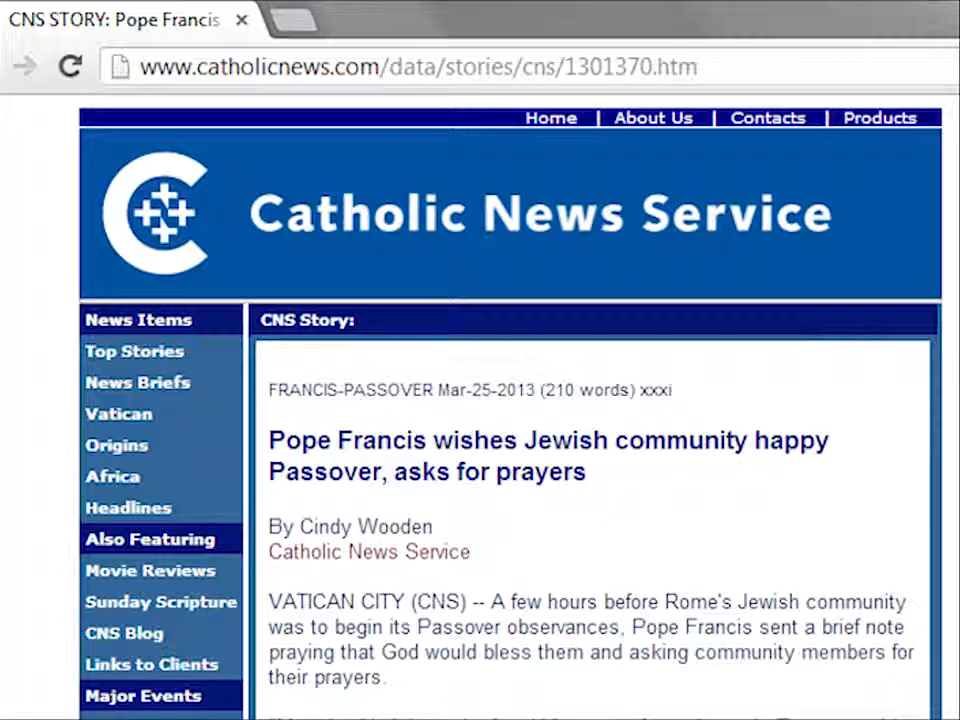 CNS STORY: Pope Francis
www.catholicnews.com/data/stories/cns/1301370.htm
Home | About Us | Contacts | Products
Catholic News Service
News Items
Top Stories
News Briefs
Vatican
Origins
Africa
Headlines
Also Featuring
Movie Reviews
Sunday Scripture
CNS Blog
Links to Clients
Major Events
CNS Story:
FRANCIS-PASSOVER Mar-25-2013 (210 words) xxxi
Pope Francis wishes Jewish community happy
Passover, asks for prayers
By Cindy Wooden
Catholic News Service
VATICAN CITY (CNS) -- A few hours before Rome's Jewish community
was to begin its Passover observances, Pope Francis sent a brief note
praying that God would bless them and asking community members for
their prayers.